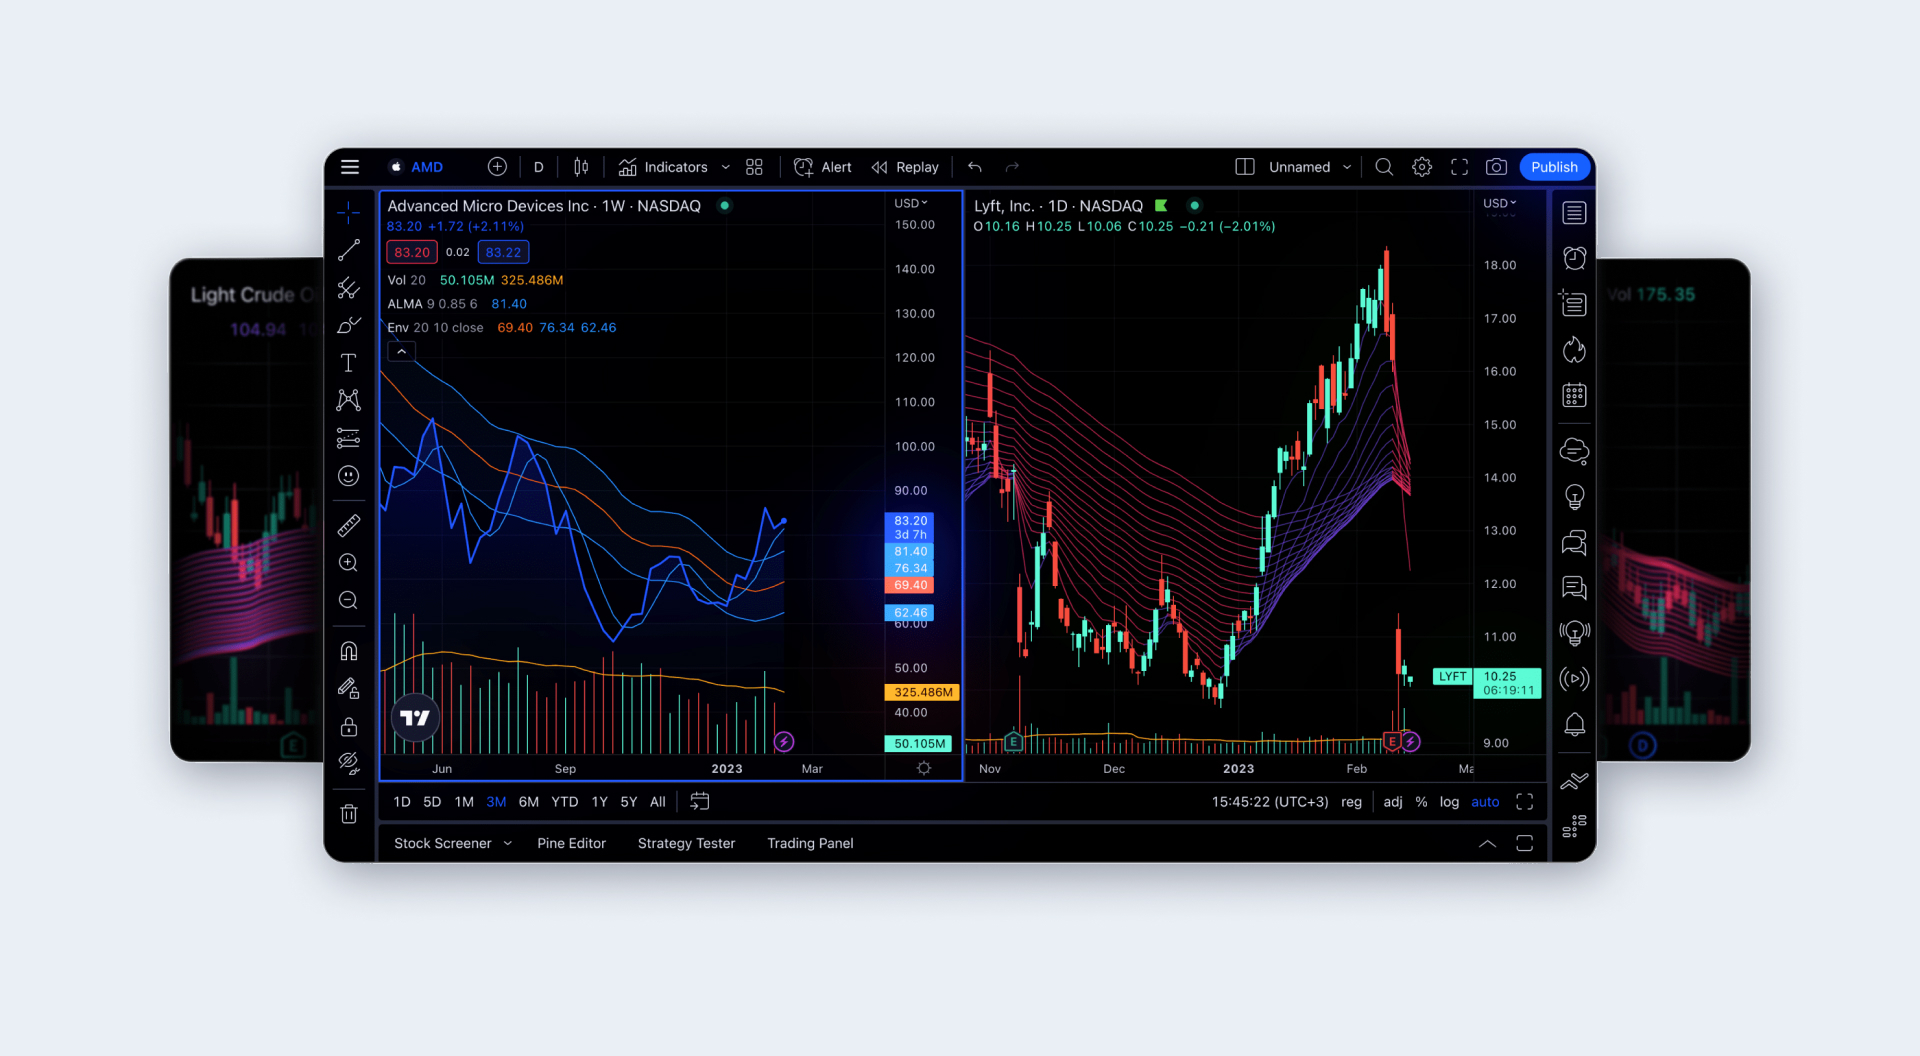 AMD
D
Indicators
Alert
Replay
Unnamed
Publish
Advanced Micro Devices Inc · 1W · NASDAQ
83.20 +1.72 (+2.11%)
83.20 0.02 83.22
Vol 20 50.105M 325.486M
ALMA 9 0.85 6 81.40
Env 20 10 close 69.40 76.34 62.46
USD
150.00
140.00
130.00
120.00
110.00
100.00
90.00
83.20
3d 7h
81.40
76.34
69.40
62.46
60.00
50.00
325.486M
40.00
50.105M
Jun Sep 2023 Mar
Lyft, Inc. · 1D · NASDAQ
O10.16 H10.25 L10.06 C10.25 −0.21 (−2.01%)
USD
18.00
17.00
16.00
15.00
14.00
13.00
12.00
11.00
LYFT 10.25
06:19:11
9.00
E
E
Nov Dec 2023 Feb Ma
1D 5D 1M 3M 6M YTD 1Y 5Y All
15:45:22 (UTC+3) reg adj % log auto
Stock Screener Pine Editor Strategy Tester Trading Panel
Light Crude O
104.94 10
E
Vol 175.35
D